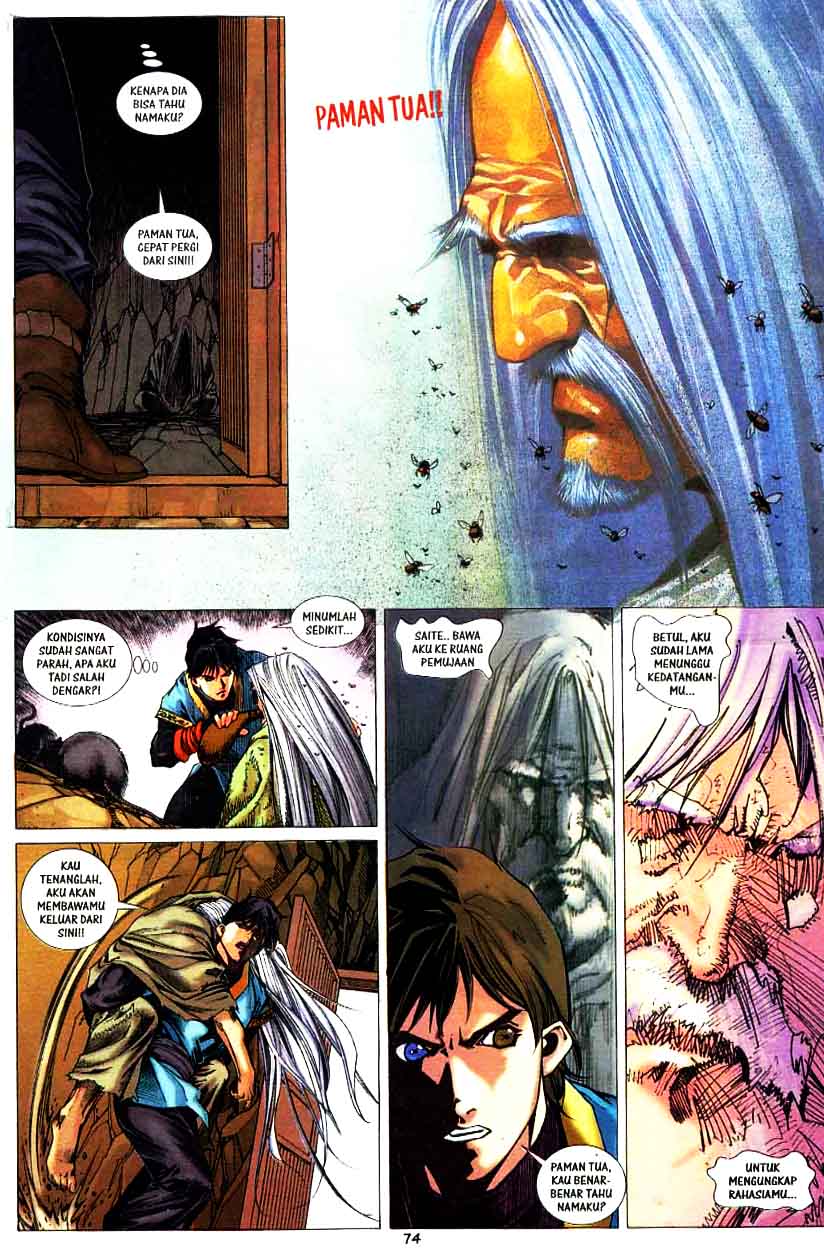 KENAPA DIA
BISA TAHU
NAMAKU?
PAMAN TUA,
CEPAT PERGI
DARI SINI!!
PAMAN TUA!!
KONDISINYA
SUDAH SANGAT
PARAH, APA AKU
TADI SALAH
DENGAR?!
MINUMLAH
SEDIKIT...
KAU
TENANGLAH,
AKU AKAN
MEMBAWAMU
KELUAR DARI
SINI!!
SAITE.. BAWA
AKU KE RUANG
PEMUJAAN
PAMAN TUA,
KAU BENAR-
BENAR TAHU
NAMAKU?
BETUL, AKU
SUDAH LAMA
MENUNGGU
KEDATANGAN-
MU...
UNTUK
MENGUNGKAP
RAHASIAMU...
74